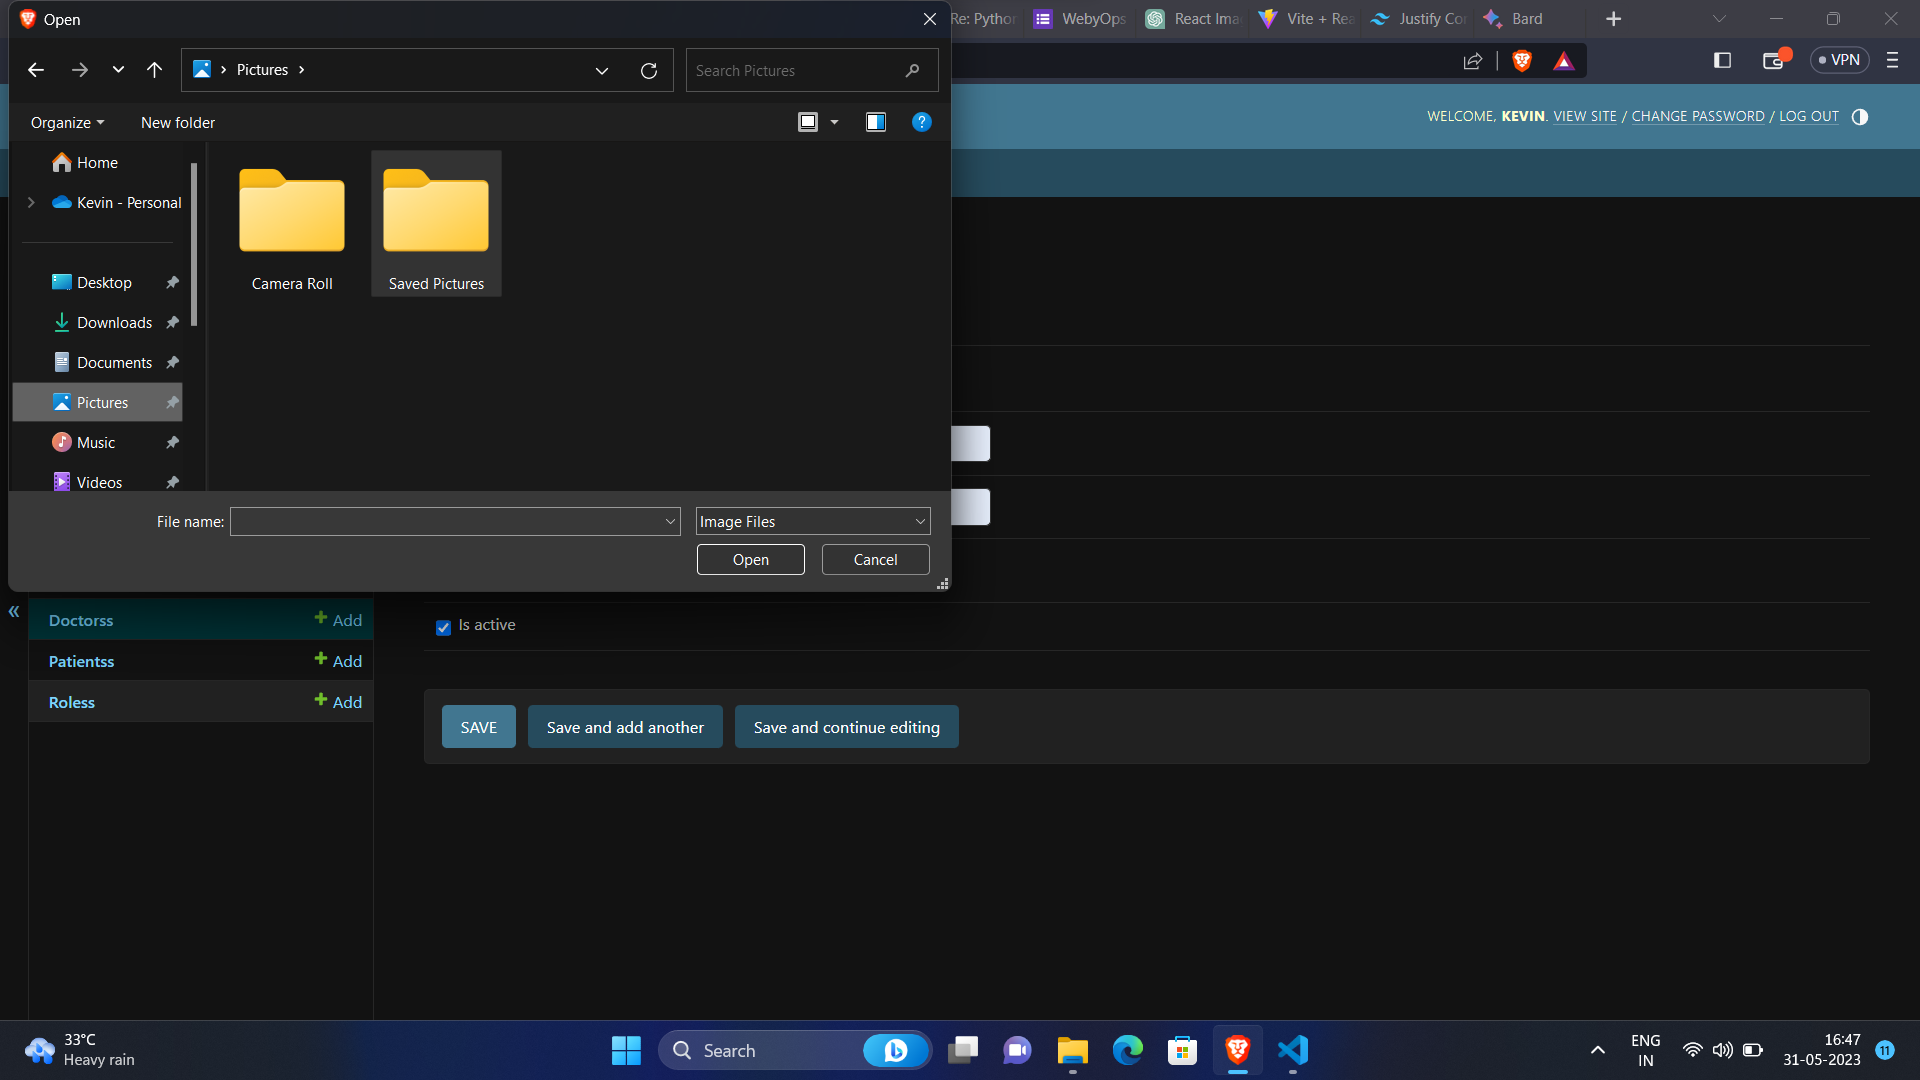 Open
Re: Python
WebyOps
React Ima
Vite + Rea
Justify Co
Bard
Pictures
Search Pictures
VPN
Organize
New folder
WELCOME, KEVIN. VIEW SITE / CHANGE PASSWORD / LOG OUT
Home
Kevin - Personal
Desktop
Downloads
Documents
Pictures
Music
Videos
Camera Roll
Saved Pictures
File name:
Image Files
Open
Cancel
Doctorss
Add
Patientss
Add
Roless
Add
Is active
SAVE
Save and add another
Save and continue editing
33°C
Heavy rain
Search
ENG
IN
16:47
31-05-2023
11